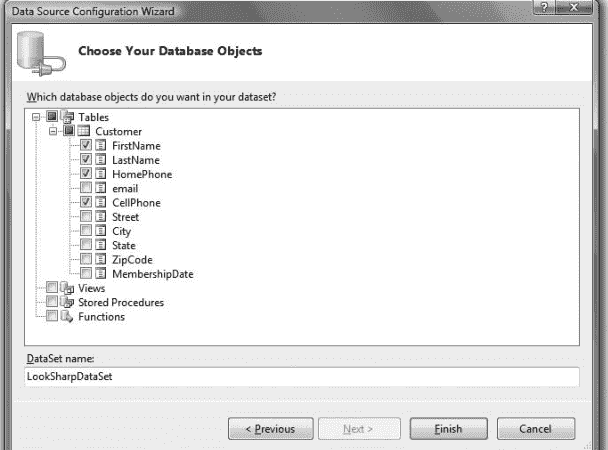 Data Source Configuration Wizard
? X
Choose Your Database Objects
Which database objects do you want in your dataset?
Tables
Customer
FirstName
LastName
HomePhone
email
CellPhone
Street
City
State
ZipCode
MembershipDate
Views
Stored Procedures
Functions
DataSet name:
LookSharpDataSet
< Previous Next > Finish Cancel